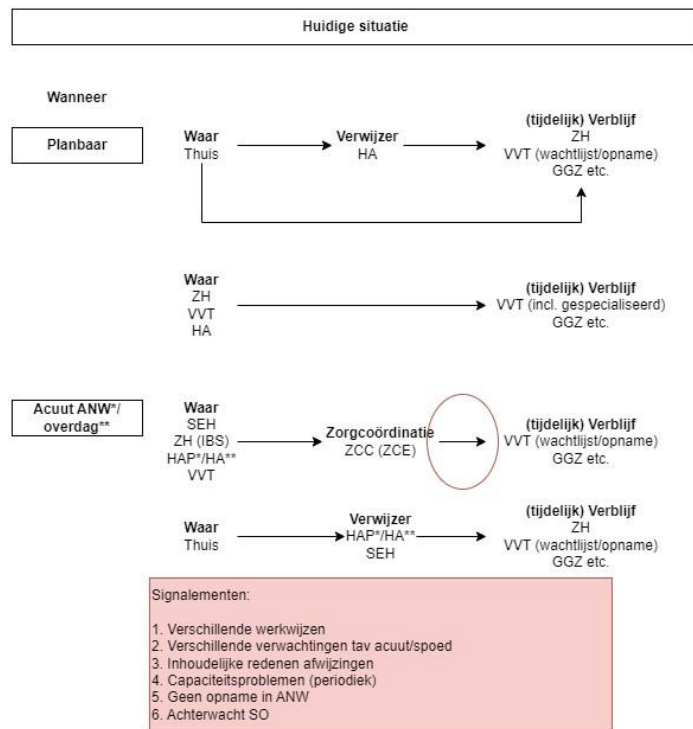 Huidige situatie
Wanneer
Planbaar
Waar
Thuis
Verwijzer
HA
(tijdelijk) Verblijf
ZH
VVT (wachtlijst/opname)
GGZ etc.
Waar
ZH
VVT
HA
(tijdelijk) Verblijf
VVT (incl. gespecialiseerd)
GGZ etc.
Acuut ANW*/
overdag**
Waar
SEH
ZH (IBS)
HAP*/HA**
VVT
Zorgcoördinatie
ZCC (ZCE)
(tijdelijk) Verblijf
VVT (wachtlijst/opname)
GGZ etc.
Waar
Thuis
Verwijzer
HAP*/HA**
SEH
(tijdelijk) Verblijf
ZH
VVT (wachtlijst/opname)
GGZ etc.
Signalementen:
1. Verschillende werkwijzen
2. Verschillende verwachtingen tav acuut/spoed
3. Inhoudelijke redenen afwijzingen
4. Capaciteitsproblemen (periodiek)
5. Geen opname in ANW
6. Achterwacht SO